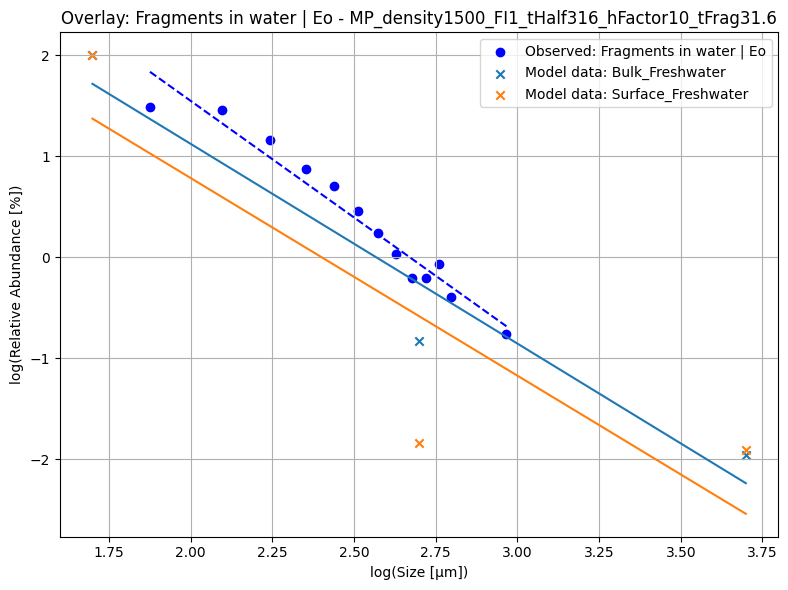 Overlay: Fragments in water | Eo - MP_density1500_FI1_tHalf316_hFactor10_tFrag31.6
Observed: Fragments in water | Eo
Model data: Bulk_Freshwater
Model data: Surface_Freshwater
log(Relative Abundance [%])
2
1
0
−1
−2
1.75
2.00
2.25
2.50
2.75
3.00
3.25
3.50
3.75
log(Size [µm])